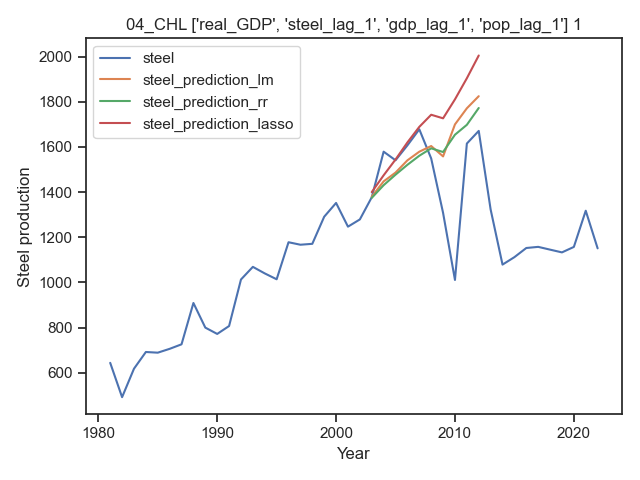 04_CHL ['real_GDP', 'steel_lag_1', 'gdp_lag_1', 'pop_lag_1'] 1
steel
steel_prediction_lm
steel_prediction_rr
steel_prediction_lasso
Steel production
2000
1800
1600
1400
1200
1000
800
600
1980 1990 2000 2010 2020
Year